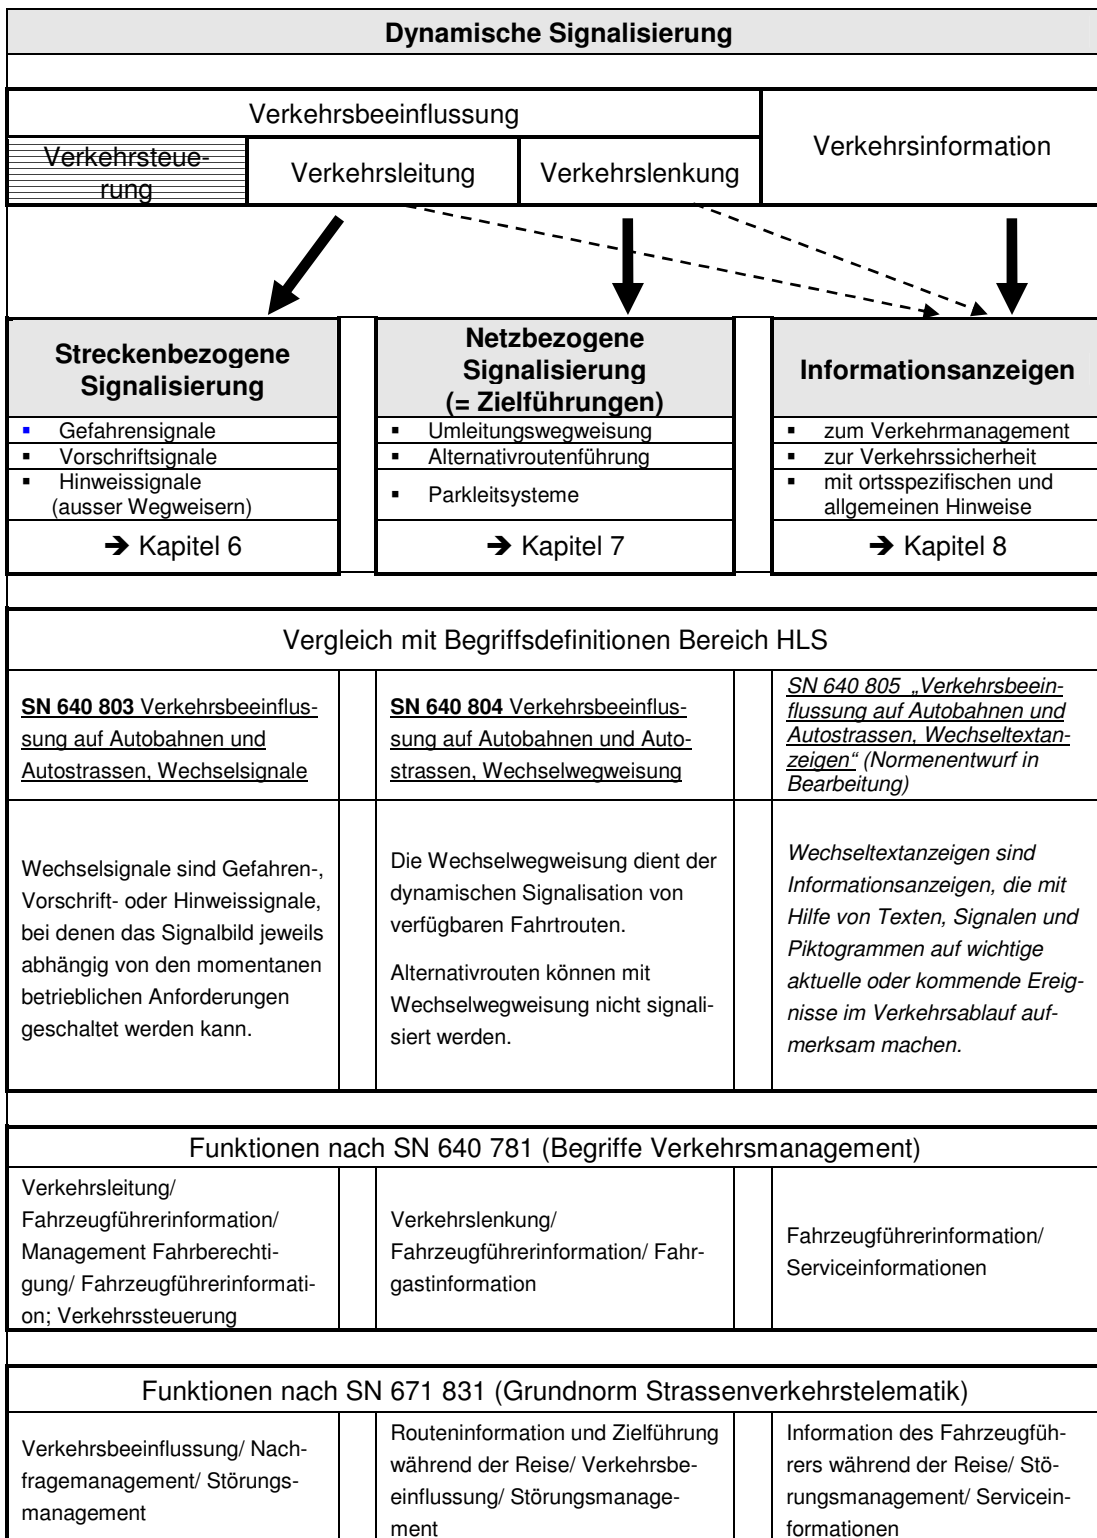 Dynamische Signalisierung
Verkehrsbeeinflussung
Verkehrsinformation
Verkehrsteue-
rung
Verkehrsleitung
Verkehrslenkung
Streckenbezogene
Signalisierung
▪ Gefahrensignale
▪ Vorschriftsignale
▪ Hinweissignale
(ausser Wegweisern)
➔ Kapitel 6
Netzbezogene
Signalisierung
(= Zielführungen)
▪ Umleitungswegweisung
▪ Alternativroutenführung
▪ Parkleitsysteme
➔ Kapitel 7
Informationsanzeigen
▪ zum Verkehrmanagement
▪ zur Verkehrssicherheit
▪ mit ortsspezifischen und
allgemeinen Hinweise
➔ Kapitel 8
Vergleich mit Begriffsdefinitionen Bereich HLS
SN 640 803 Verkehrsbeeinflus-
sung auf Autobahnen und
Autostrassen, Wechselsignale
SN 640 804 Verkehrsbeeinflus-
sung auf Autobahnen und Auto-
strassen, Wechselwegweisung
SN 640 805 „Verkehrsbeein-
flussung auf Autobahnen und
Autostrassen, Wechseltextan-
zeigen“ (Normenentwurf in
Bearbeitung)
Wechselsignale sind Gefahren-,
Vorschrift- oder Hinweissignale,
bei denen das Signalbild jeweils
abhängig von den momentanen
betrieblichen Anforderungen
geschaltet werden kann.
Die Wechselwegweisung dient der
dynamischen Signalisation von
verfügbaren Fahrtrouten.
Alternativrouten können mit
Wechselwegweisung nicht signali-
siert werden.
Wechseltextanzeigen sind
Informationsanzeigen, die mit
Hilfe von Texten, Signalen und
Piktogrammen auf wichtige
aktuelle oder kommende Ereig-
nisse im Verkehrsablauf auf-
merksam machen.
Funktionen nach SN 640 781 (Begriffe Verkehrsmanagement)
Verkehrsleitung/
Fahrzeugführerinformation/
Management Fahrberechti-
gung/ Fahrzeugführerinformati-
on; Verkehrssteuerung
Verkehrslenkung/
Fahrzeugführerinformation/ Fahr-
gastinformation
Fahrzeugführerinformation/
Serviceinformationen
Funktionen nach SN 671 831 (Grundnorm Strassenverkehrstelematik)
Verkehrsbeeinflussung/ Nach-
fragemanagement/ Störungs-
management
Routeninformation und Zielführung
während der Reise/ Verkehrsbe-
einflussung/ Störungsmanage-
ment
Information des Fahrzeugfüh-
rers während der Reise/ Stö-
rungsmanagement/ Servicein-
formationen